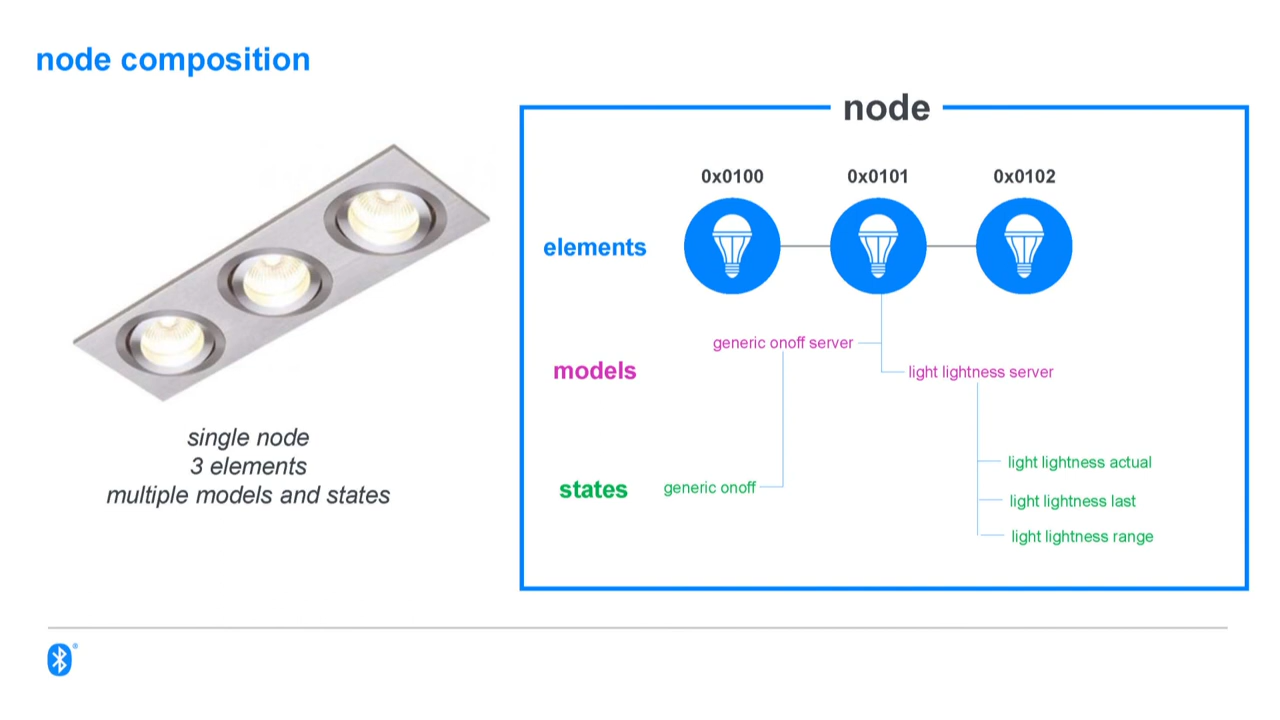 node composition
single node
3 elements
multiple models and states
node
0x0100 0x0101 0x0102
elements
generic onoff server
models
light lightness server
light lightness actual
states
generic onoff
light lightness last
light lightness range
®